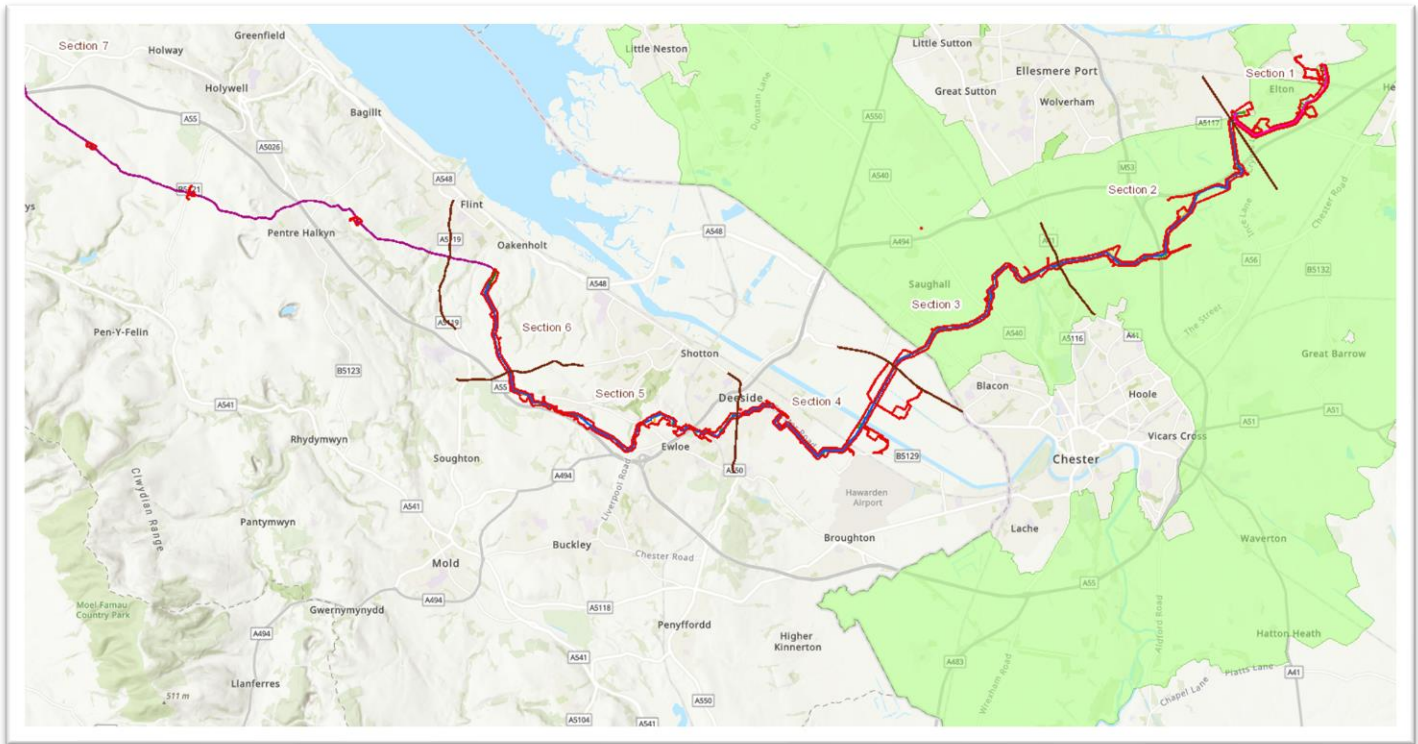 Section 7
Holway
Greenfield
Holywell
A55
Bagillt
A5026
Little Neston
Dunstan Lane
Little Sutton
Ellesmere Port
Great Sutton
Wolverham
Section 1
Elton
A5117
A550
A540
M53
Section 2
Chester Road
A548
Flint
Pentre Halkyn
Oakenholt
A548
A548
A494
A56
B5132
Saughall
Section 3
The Street
Pen-Y-Felin
Section 6
B5123
Shotton
A540
A5116
A41
Great Barrow
A55
Section 5
Deeside
Section 4
Blacon
Hoole
A541
A51
A51
Rhydymwyn
Ewloe
Vicars Cross
Soughton
A494
B5129
Chester
Clwydian Range
Liverpool Road
A541
Hawarden
Airport
Pantymwyn
Lache
Buckley
Chester Road
Broughton
Waverton
Mold
A55
Moel Famau
Country Park
A494
Gwernymynydd
A5118
Penyffordd
Higher
Kinnerton
Aldford Road
A494
Hatton Heath
A541
A483
Wrexham Road
Platts Lane
A41
Llanferres
511 m
A550
Chapel Lane
A5104
A541